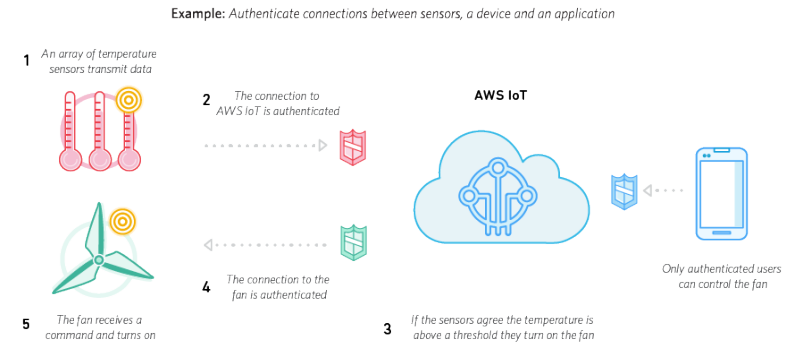 Example: Authenticate connections between sensors, a device and an application
1
An array of temperature
sensors transmit data
2
The connection to
AWS IoT is authenticated
AWS IoT
Only authenticated users
can control the fan
4
The connection to the
fan is authenticated
5
The fan receives a
command and turns on
3
If the sensors agree the temperature is
above a threshold they turn on the fan